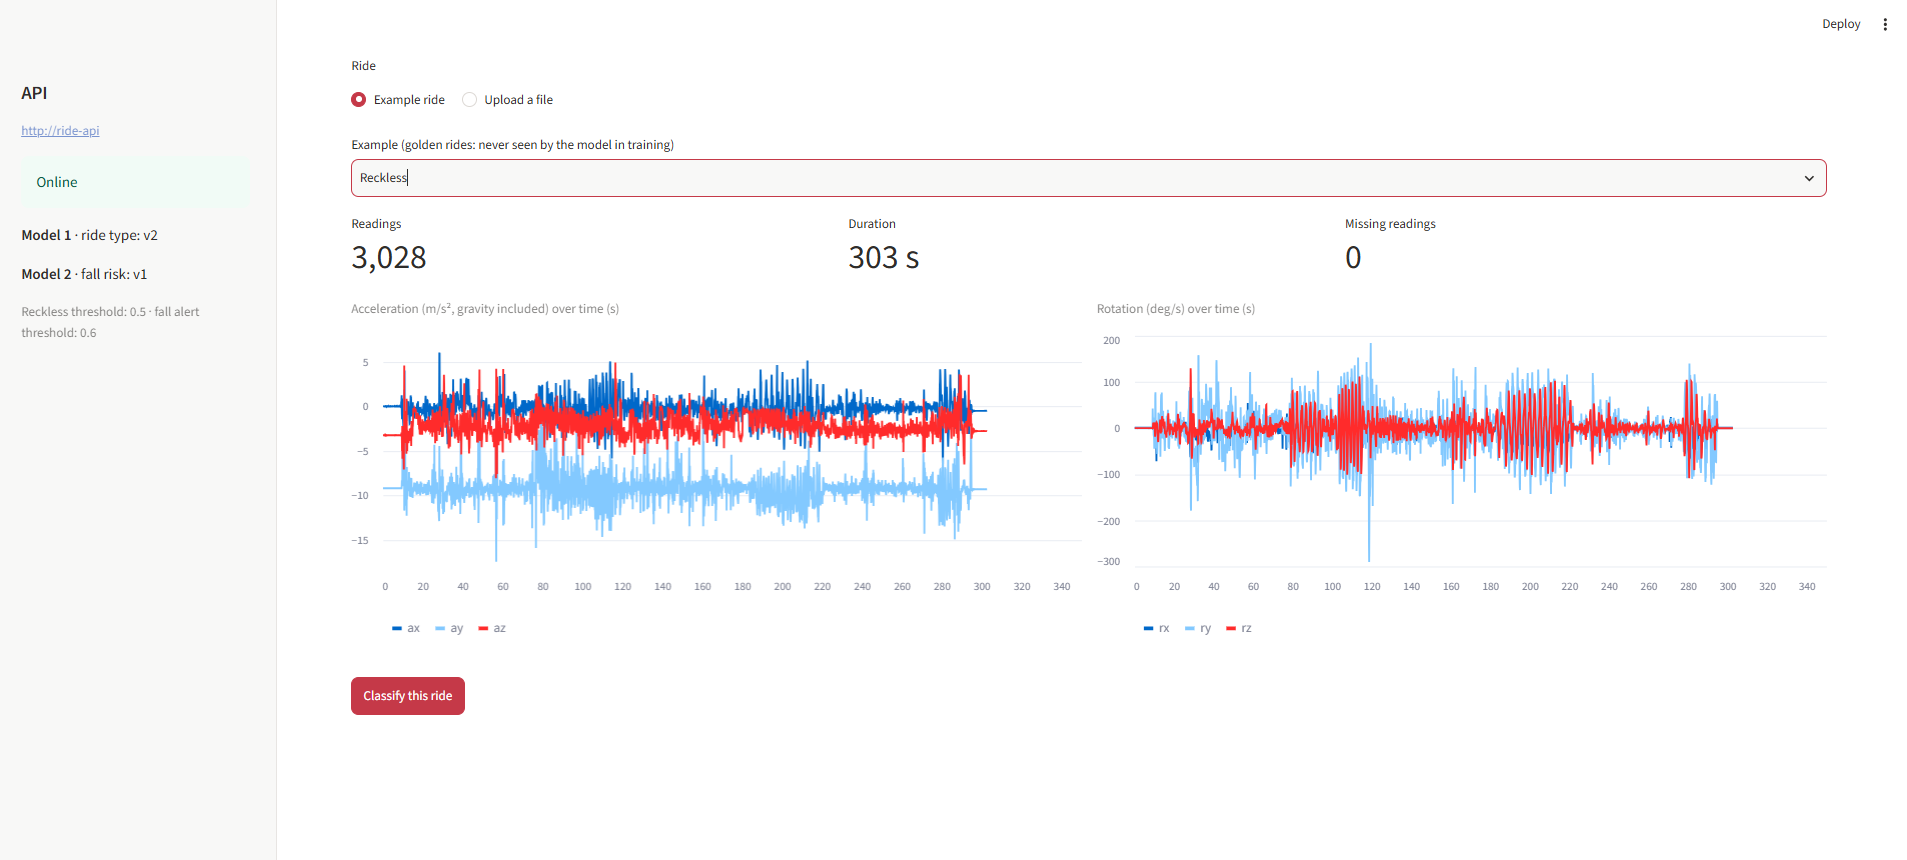 Deploy
API
http://ride-api
Online
Model 1 · ride type: v2
Model 2 · fall risk: v1
Reckless threshold: 0.5 · fall alert
threshold: 0.6
Ride
Example ride
Upload a file
Example (golden rides: never seen by the model in training)
Reckless
Readings
3,028
Duration
303 s
Missing readings
0
Acceleration (m/s², gravity included) over time (s)
5
0
−5
−10
−15
0 20 40 60 80 100 120 140 160 180 200 220 240 260 280 300 320 340
ax ay az
Rotation (deg/s) over time (s)
200
100
0
−100
−200
−300
0 20 40 60 80 100 120 140 160 180 200 220 240 260 280 300 320 340
rx ry rz
Classify this ride